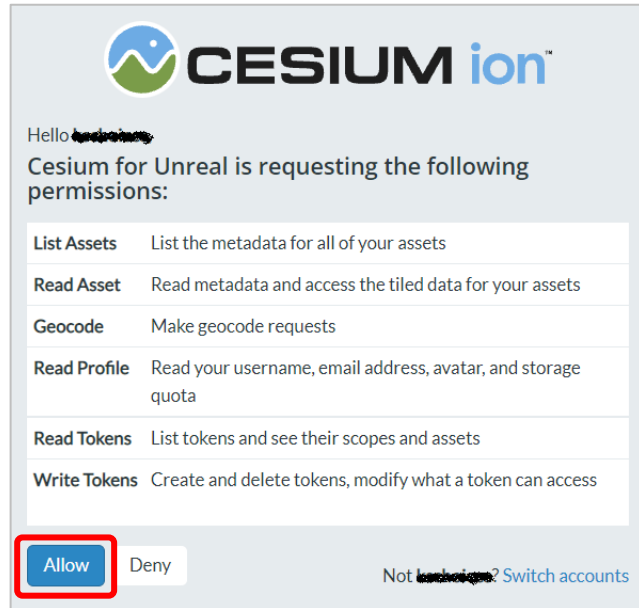 CESIUM ion™
Hello
Cesium for Unreal is requesting the following
permissions:
List Assets List the metadata for all of your assets
Read Asset Read metadata and access the tiled data for your assets
Geocode Make geocode requests
Read Profile Read your username, email address, avatar, and storage
quota
Read Tokens List tokens and see their scopes and assets
Write Tokens Create and delete tokens, modify what a token can access
Allow Deny
Not ? Switch accounts